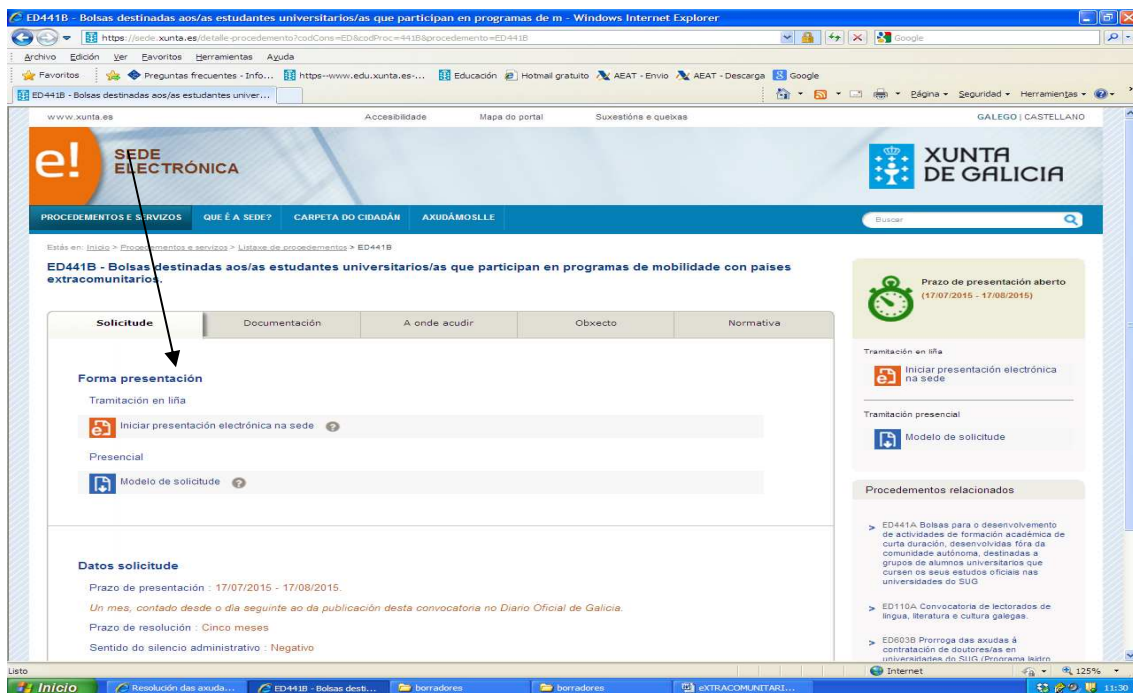 ED441B - Bolsas destinadas aos/as estudantes universitarios/as que participan en programas de m - Windows Internet Explorer
https://sede.xunta.es/detalle-procedemento?codCons=ED&codProc=441B&procedemento=ED441B
Google
Archivo Edición Ver Favoritos Herramientas Ayuda
Favoritos Preguntas frecuentes - Info... https--www.edu.xunta.es-... Educación Hotmail gratuito AEAT - Envio AEAT - Descarga Google
ED441B - Bolsas destinadas aos/as estudantes univer...
Página Seguridad Herramientas
www.xunta.es Accesibilidade Mapa do portal Suxestións e queixas GALEGO | CASTELLANO
e! SEDE ELECTRÓNICA
XUNTA DE GALICIA
PROCEDEMENTOS E SERVIZOS QUE É A SEDE? CARPETA DO CIDADÁN AXUDÁMOSLLE
Buscar
Estás en: Inicio > Procedementos e servizos > Listaxe de procedementos > ED441B
ED441B - Bolsas destinadas aos/as estudantes universitarios/as que participan en programas de mobilidade con países
extracomunitarios.
Solicitude Documentación A onde acudir Obxecto Normativa
Forma presentación
Tramitación en liña
Iniciar presentación electrónica na sede
Presencial
Modelo de solicitude
Datos solicitude
Prazo de presentación : 17/07/2015 - 17/08/2015.
Un mes, contado desde o día seguinte ao da publicación desta convocatoria no Diario Oficial de Galicia.
Prazo de resolución : Cinco meses
Sentido do silencio administrativo : Negativo
Prazo de presentación aberto
(17/07/2015 - 17/08/2015)
Tramitación en liña
Iniciar presentación electrónica
na sede
Tramitación presencial
Modelo de solicitude
Procedementos relacionados
> ED441A Bolsas para o desenvolvemento
de actividades de formación académica de
curta duración, desenvolvidas fóra da
comunidade autónoma, destinadas a
grupos de alumnos universitarios que
cursen os seus estudos oficiais nas
universidades do SUG
> ED110A Convocatoria de lectorados de
lingua, literatura e cultura galegas.
> ED603B Prorroga das axudas á
contratación de doutores/as en
universidades do SUG (Programa Isidro
Listo Internet 125%
Inicio Resolución das axuda... ED441B - Bolsas desti... borradores borradores eXTRACOMUNITARI... 11:30